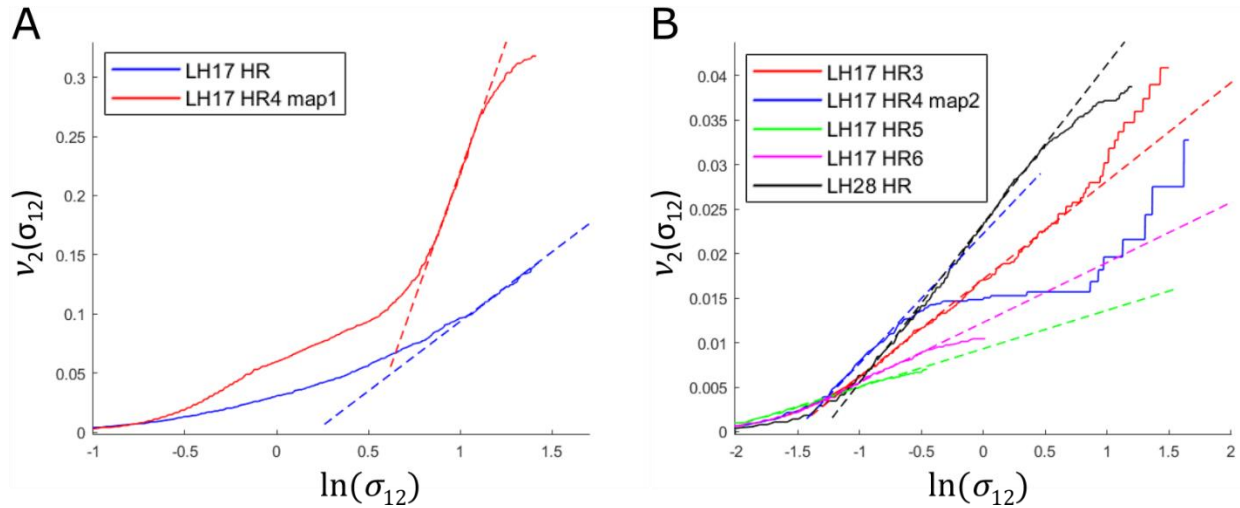 A
LH17 HR
LH17 HR4 map1
ν₂(σ₁₂)
0.3
0.25
0.2
0.15
0.1
0.05
0
-1
-0.5
0
0.5
1
1.5
ln(σ₁₂)
B
LH17 HR3
LH17 HR4 map2
LH17 HR5
LH17 HR6
LH28 HR
ν₂(σ₁₂)
0.04
0.035
0.03
0.025
0.02
0.015
0.01
0.005
0
-2
-1.5
-1
-0.5
0
0.5
1
1.5
2
ln(σ₁₂)